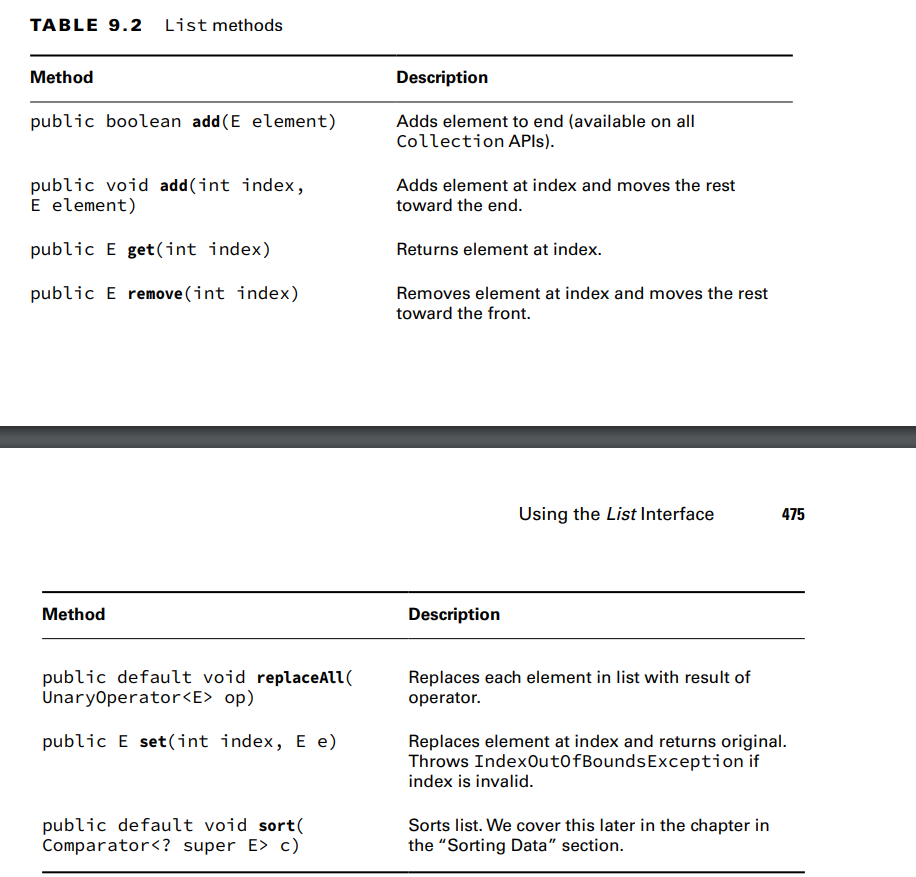 TABLE 9.2 List methods
Method Description
public boolean add(E element) Adds element to end (available on all
Collection APIs).
public void add(int index, Adds element at index and moves the rest
E element) toward the end.
public E get(int index) Returns element at index.
public E remove(int index) Removes element at index and moves the rest
toward the front.
Using the List Interface 475
Method Description
public default void replaceAll( Replaces each element in list with result of
UnaryOperator<E> op) operator.
public E set(int index, E e) Replaces element at index and returns original.
Throws IndexOutOfBoundsException if
index is invalid.
public default void sort( Sorts list. We cover this later in the chapter in
Comparator<? super E> c) the “Sorting Data” section.